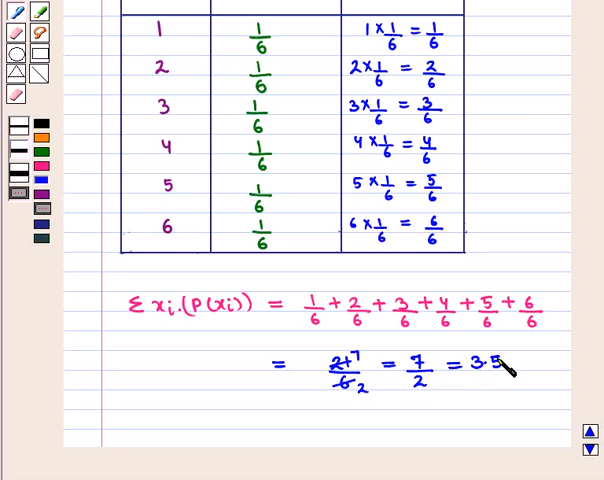 1 1/6 1×1/6 = 1/6
2 1/6 2×1/6 = 2/6
3 1/6 3×1/6 = 3/6
4 1/6 4×1/6 = 4/6
5 1/6 5×1/6 = 5/6
6 1/6 6×1/6 = 6/6
Σ xi.(P(xi)) = 1/6 + 2/6 + 3/6 + 4/6 + 5/6 + 6/6
= 21 7/6 2 = 7/2 = 3.5